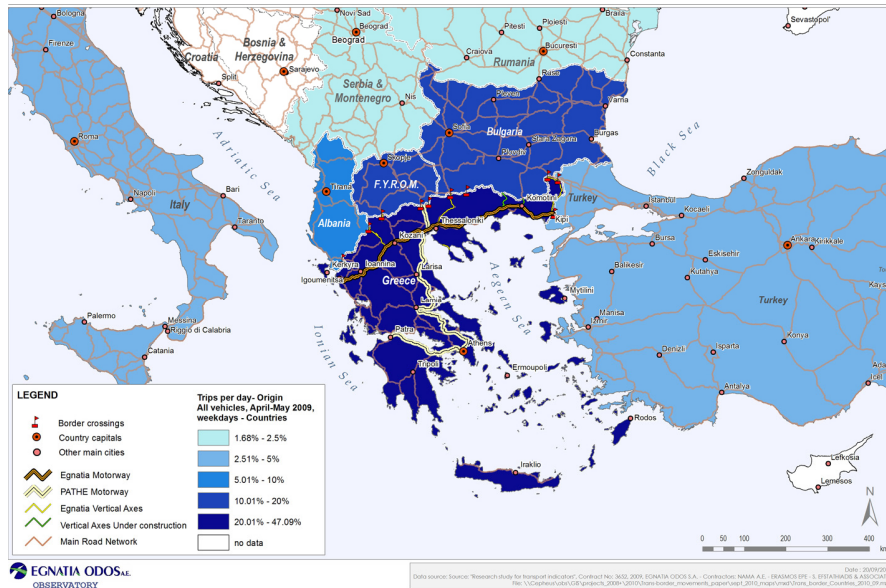 Bologna
Novi Sad
Beograd
Beograd
Ploiesti
Braila
Pitesti
Sevastopol'
Firenze
Bosnia &
Herzegovina
Croatia
Sarajevo
Craiova
Bucuresti
Rumania
Constanta
Split
Serbia &
Montenegro
Nis
Ruse
Pleven
Varna
Roma
Adriatic Sea
Sofia
Bulgaria
Stara Zagora
Burgas
Plovdiv
Black Sea
Skopje
F.Y.R.O.M.
Zonguldak
Italy
Napoli
Bari
Taranto
Tirana
Albania
Turkey
Istanbul
Kocaeli
Komotini
Kipi
Thessaloniki
Kozani
Bursa
Ankara
Kirikkale
Eskisehir
Kerkyra
Ioannina
Igoumenitsa
Larisa
Greece
Aegean Sea
Balikesir
Kutahya
Mytilini
Turkey
Lamia
Manisa
Izmir
Palermo
Messina
Riggio di Calabria
Catania
Ionian Sea
Patra
Athens
Tripoli
Ermoupoli
Denizli
Isparta
Konya
Antalya
Icel
Rodos
Iraklio
Lefkosia
Lemesos
LEGEND
Border crossings
Country capitals
Other main cities
Egnatia Motorway
PATHE Motorway
Egnatia Vertical Axes
Vertical Axes Under construction
Main Road Network
Trips per day- Origin
All vehicles, April-May 2009,
weekdays - Countries
1.68% - 2.5%
2.51% - 5%
5.01% - 10%
10.01% - 20%
20.01% - 47.09%
no data
N
0 50 100 200 300 400
EGNATIA ODOS A.E.
OBSERVATORY